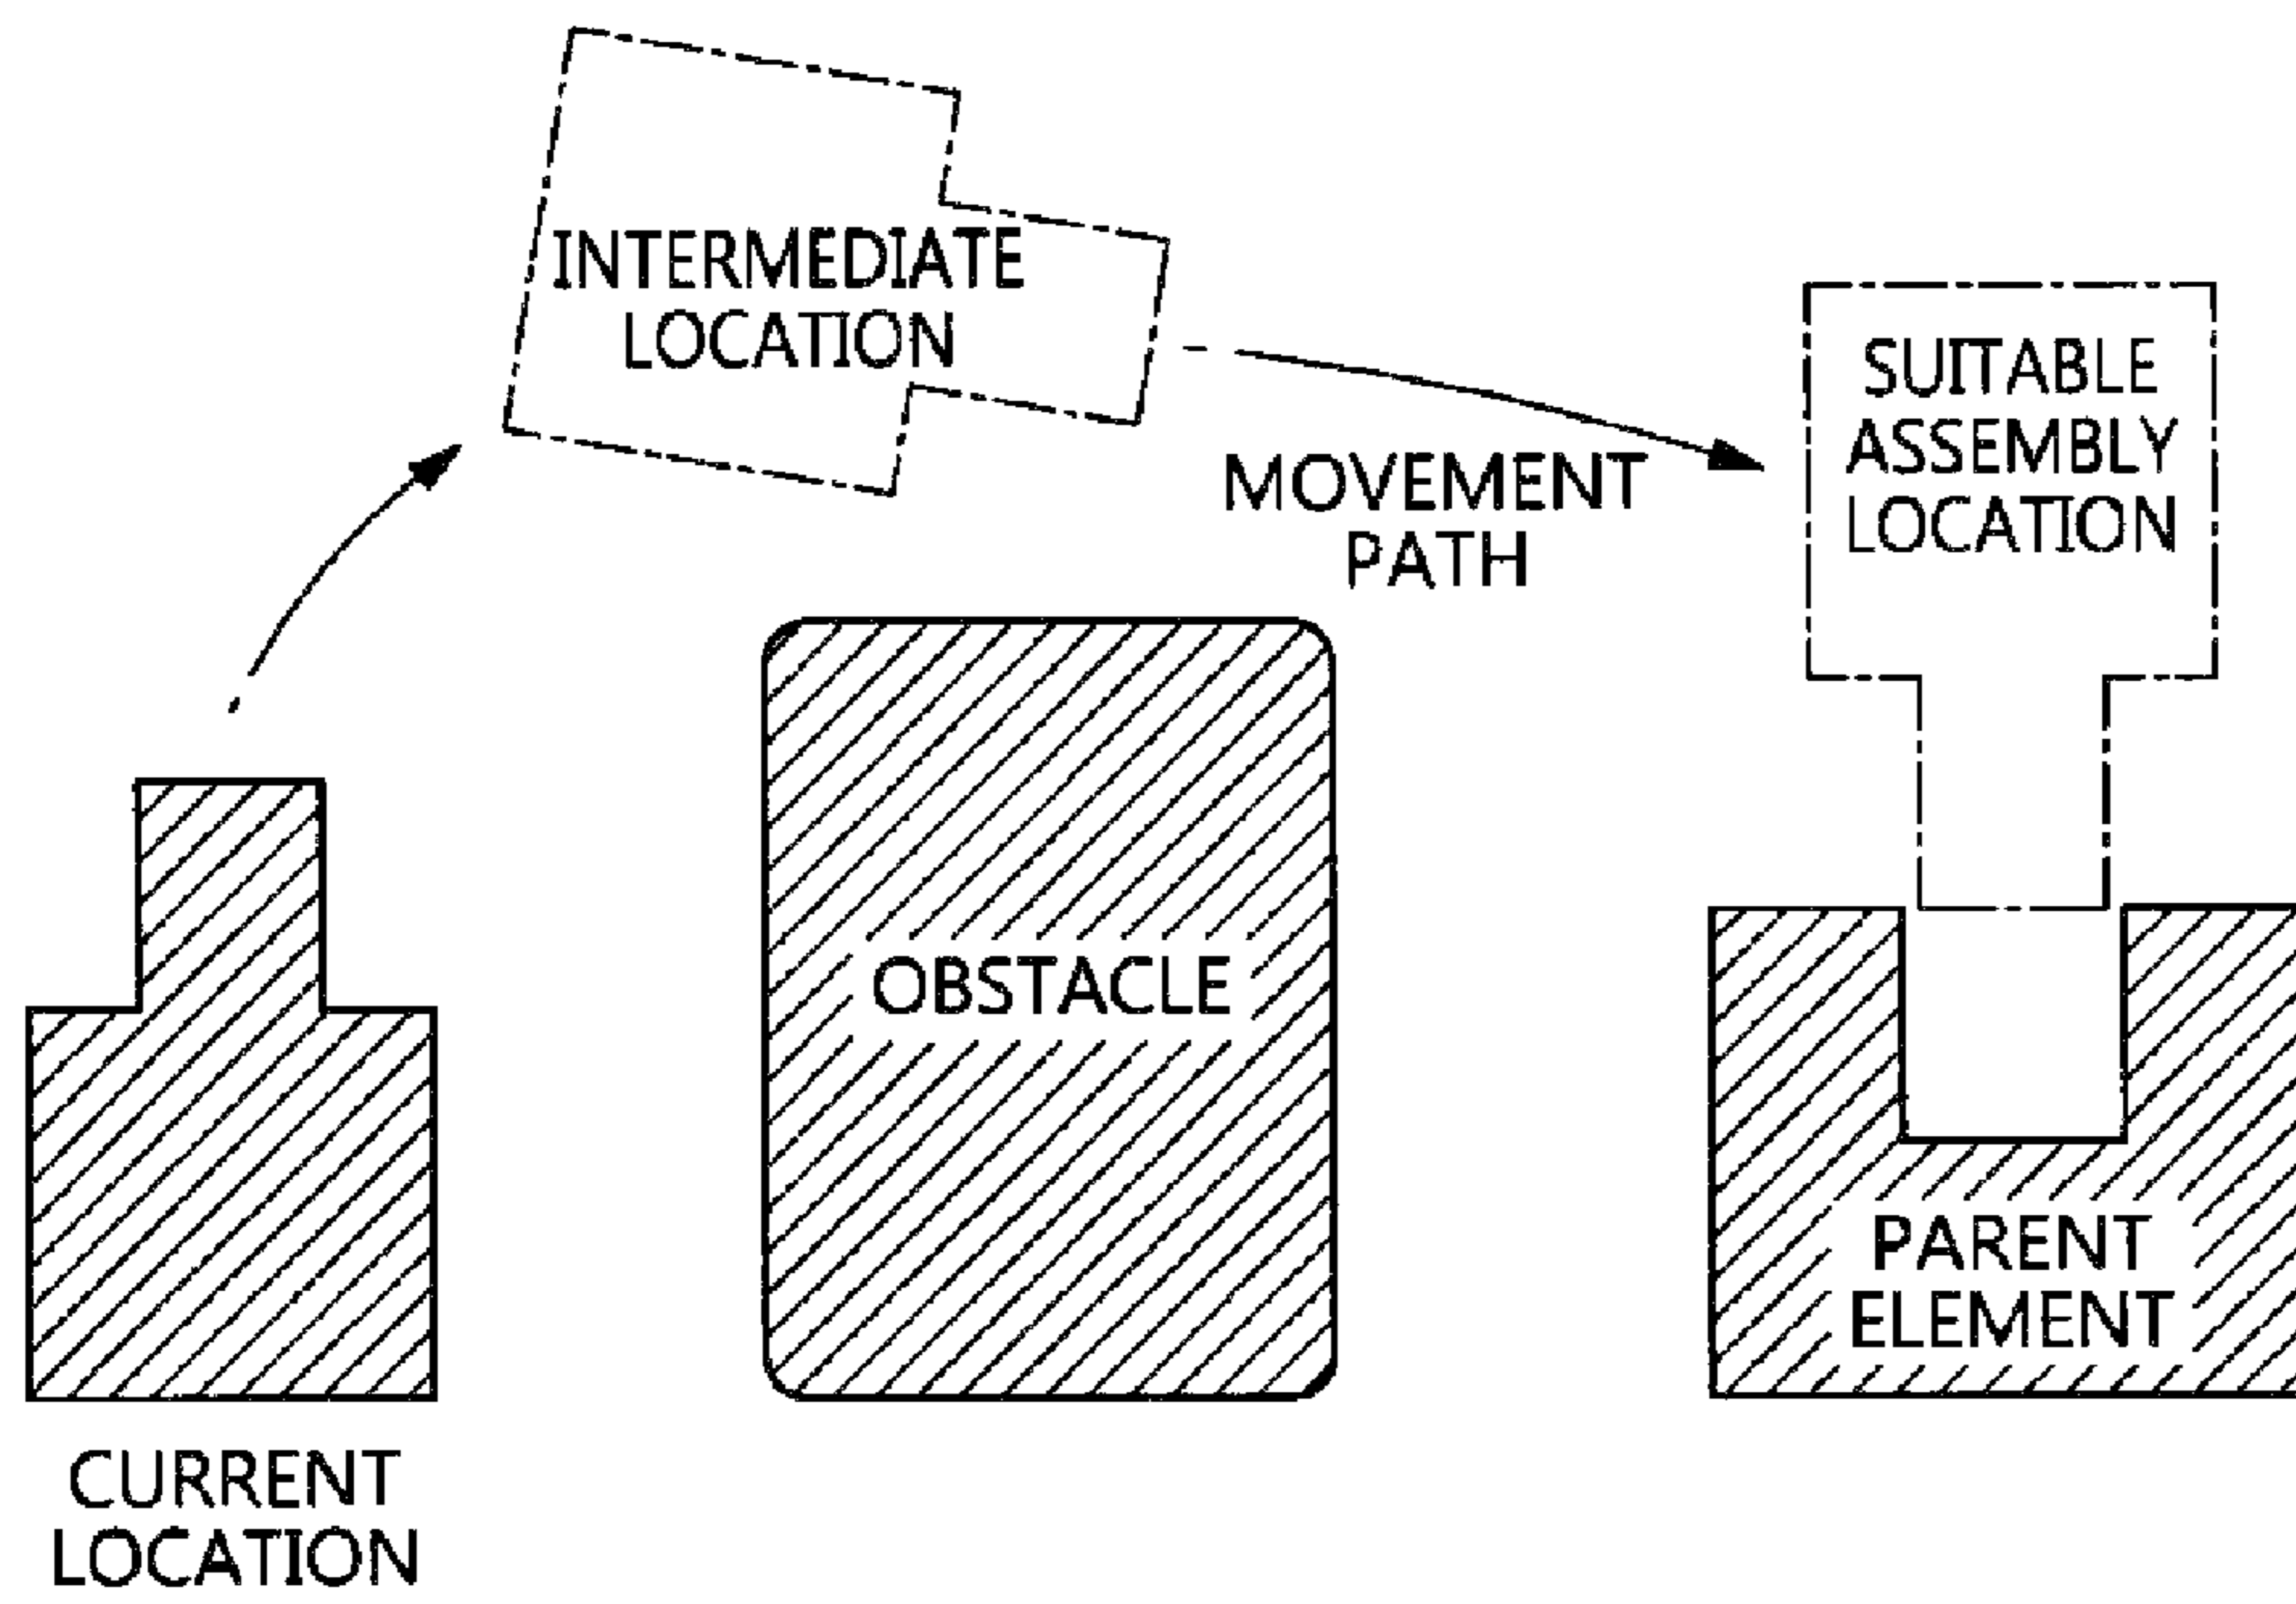 INTERMEDIATE
LOCATION
SUITABLE
ASSEMBLY
LOCATION
MOVEMENT
PATH
OBSTACLE
PARENT
ELEMENT
CURRENT
LOCATION